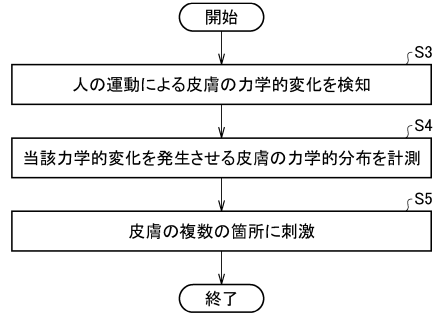 開始
S3
人の運動による皮膚の力学的変化を検知
S4
当該力学的変化を発生させる皮膚の力学的分布を計測
S5
皮膚の複数の箇所に刺激
終了